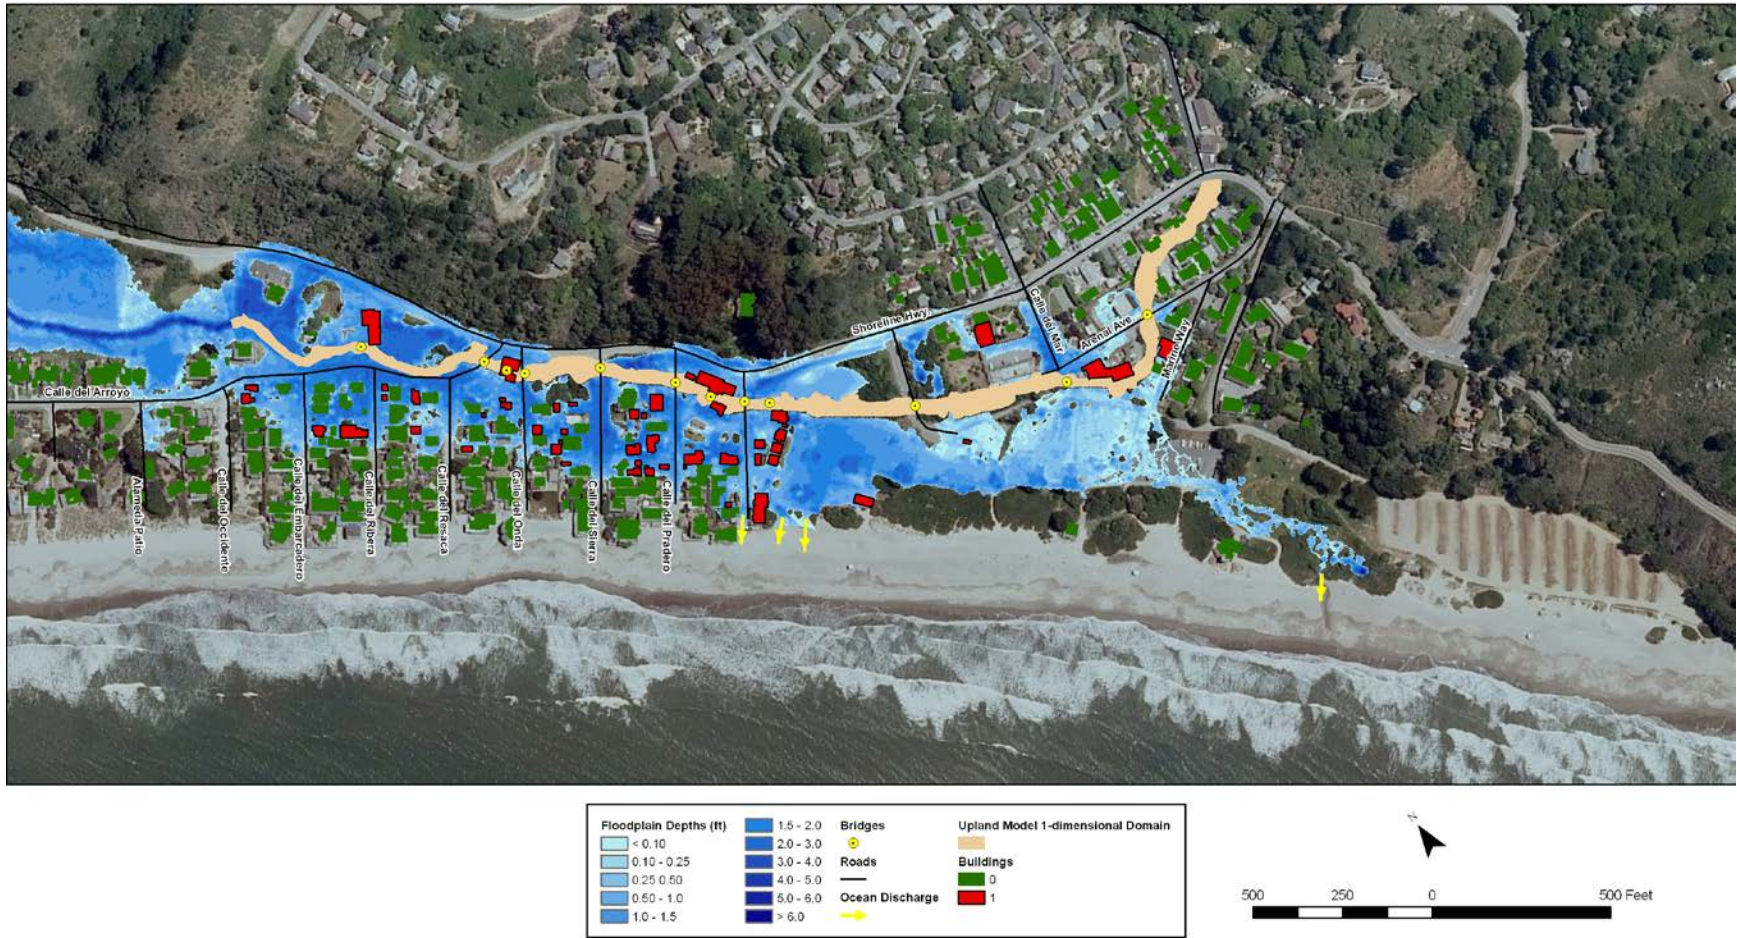 Shoreline Hwy.
Calle del Mar
Arenal Ave
Marine Way
Calle del Arroyo
Alameda Patio
Calle del Occidente
Calle del Embarcadero
Calle del Ribera
Calle del Resaca
Calle del Onda
Calle del Sierra
Calle del Pradero
Floodplain Depths (ft)
< 0.10
0.10 - 0.25
0.25 0.50
0.50 - 1.0
1.0 - 1.5
1.5 - 2.0
2.0 - 3.0
3.0 - 4.0
4.0 - 5.0
5.0 - 6.0
> 6.0
Bridges
Roads
Ocean Discharge
Upland Model 1-dimensional Domain
Buildings
0
1
N
500 250 0 500 Feet